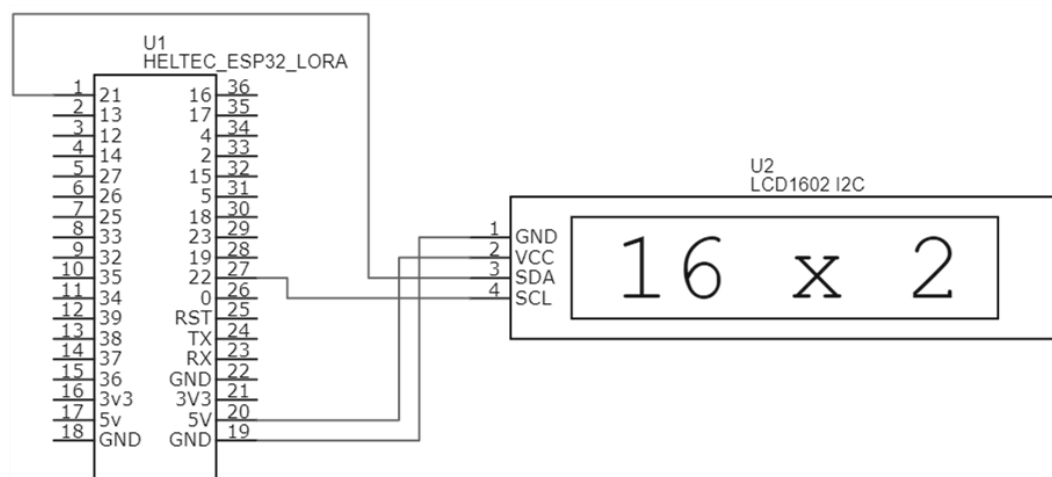 U1
HELTEC_ESP32_LORA
1 21 16 36
2 13 17 35
3 12 4 34
4 14 2 33
5 27 15 32
6 26 5 31
7 25 18 30
8 33 23 29
9 32 19 28
10 35 22 27
11 34 0 26
12 39 RST 25
13 38 TX 24
14 37 RX 23
15 36 GND 22
16 3v3 3V3 21
17 5v 5V 20
18 GND GND 19
U2
LCD1602 I2C
1 GND
2 VCC
3 SDA
4 SCL
16 x 2